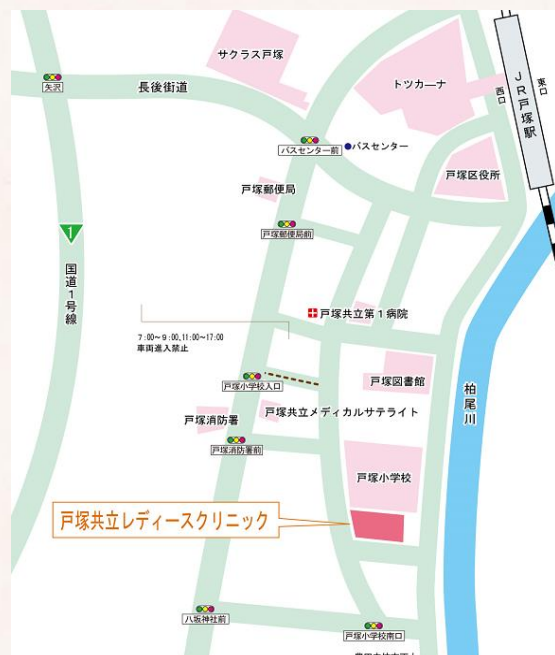 サクラス戸塚
トツカーナ
JR戸塚駅
東口
西口
矢沢
長後街道
バスセンター前
バスセンター
戸塚区役所
戸塚郵便局
戸塚郵便局前
1
国道1号線
戸塚共立第1病院
7:00~9:00,11:00~17:00
車両進入禁止
戸塚図書館
柏尾川
戸塚小学校入口
戸塚共立メディカルサテライト
戸塚消防署
戸塚消防署前
戸塚小学校
戸塚共立レディースクリニック
八坂神社前
戸塚小学校南口